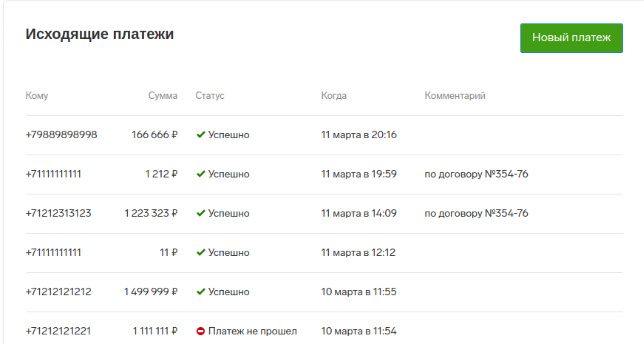 Исходящие платежи
Новый платеж
Кому Сумма Статус Когда Комментарий
+79889898998 166 666 ₽ Успешно 11 марта в 20:16
+71111111111 1 212 ₽ Успешно 11 марта в 19:59 по договору №354-76
+71212313123 1 223 323 ₽ Успешно 11 марта в 14:09 по договору №354-76
+71111111111 11 ₽ Успешно 11 марта в 12:12
+71212121212 1 499 999 ₽ Успешно 10 марта в 11:55
+71212121221 1 111 111 ₽ Платеж не прошел 10 марта в 11:54